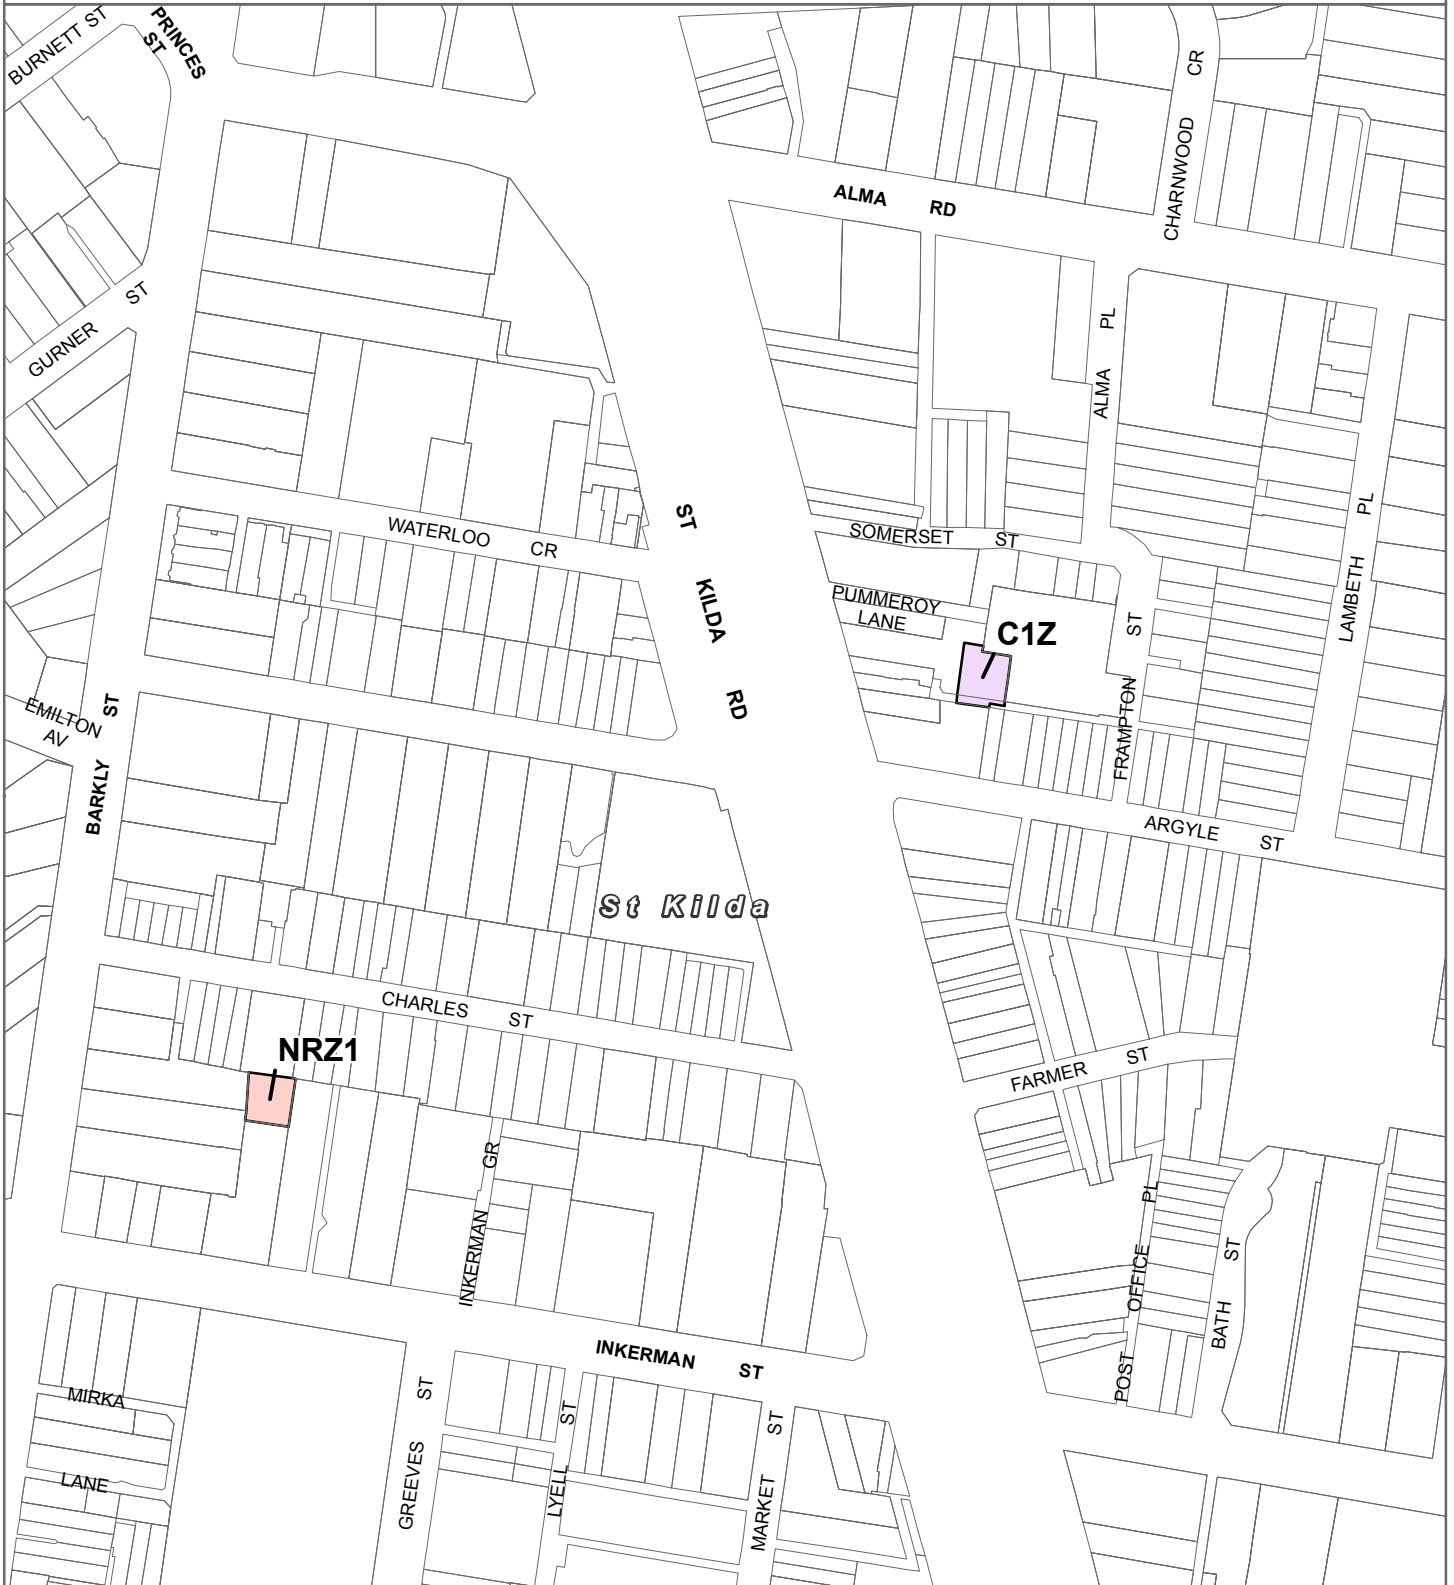 BURNETT ST
PRINCES
ST
CHARNWOOD CR
ALMA RD
GURNER ST
ALMA PL
LAMBETH PL
WATERLOO CR
ST KILDA RD
SOMERSET ST
PUMMEROY
LANE
C1Z
FRAMPTON ST
EMILTON
AV
BARKLY ST
ARGYLE ST
St Kilda
CHARLES ST
NRZ1
FARMER ST
INKERMAN GR
POST OFFICE PL
BATH ST
INKERMAN ST
MIRKA
LANE
GREEVES ST
LYELL ST
MARKET ST